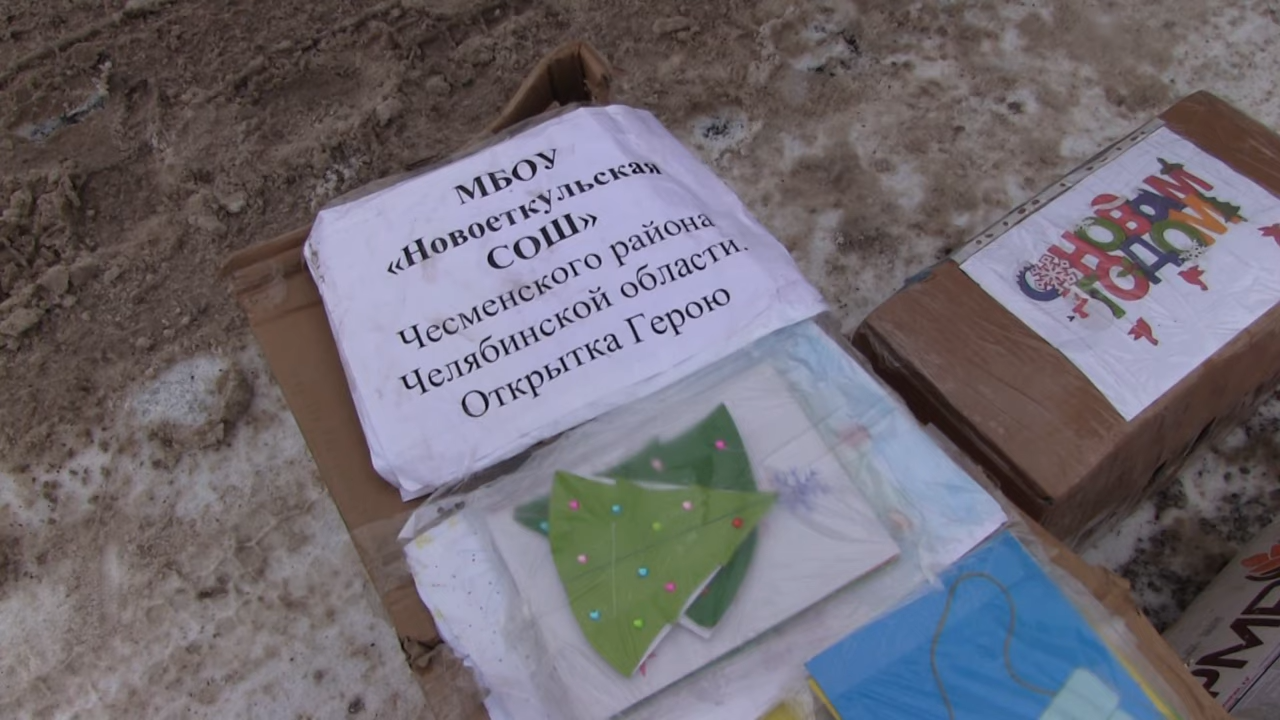 МБОУ
«Новоеткульская
СОШ»
Чесменского района
Челябинской области.
Открытка Герою
НОВЫМ
ГОДОМ